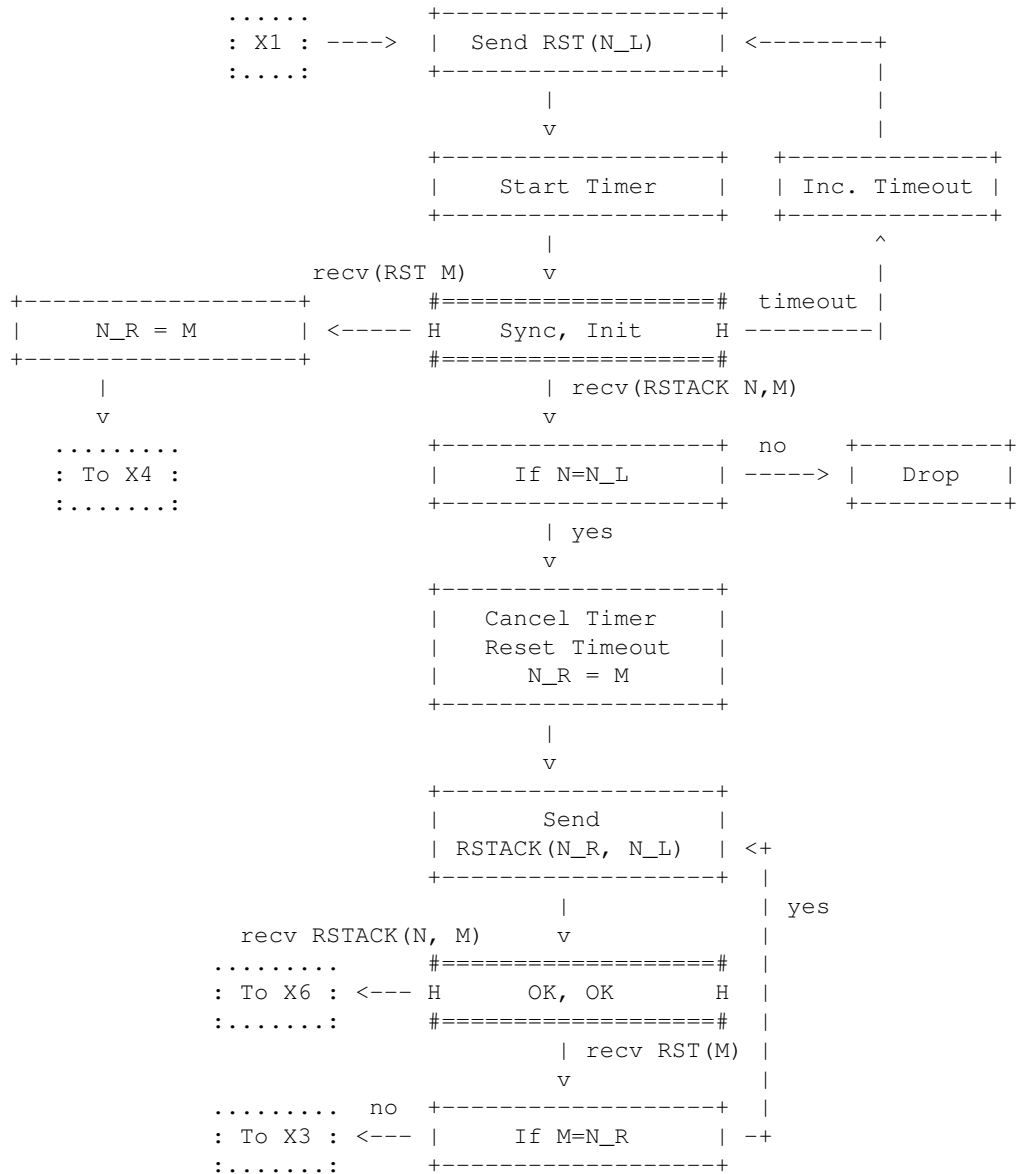 X1
Send RST(N_L)
Start Timer
Inc. Timeout
recv(RST M)
timeout
N_R = M
Sync, Init
recv(RSTACK N,M)
no
To X4
If N=N_L
Drop
yes
Cancel Timer
Reset Timeout
N_R = M
Send
RSTACK(N_R, N_L)
yes
recv RSTACK(N, M)
To X6
OK, OK
recv RST(M)
no
To X3
If M=N_R